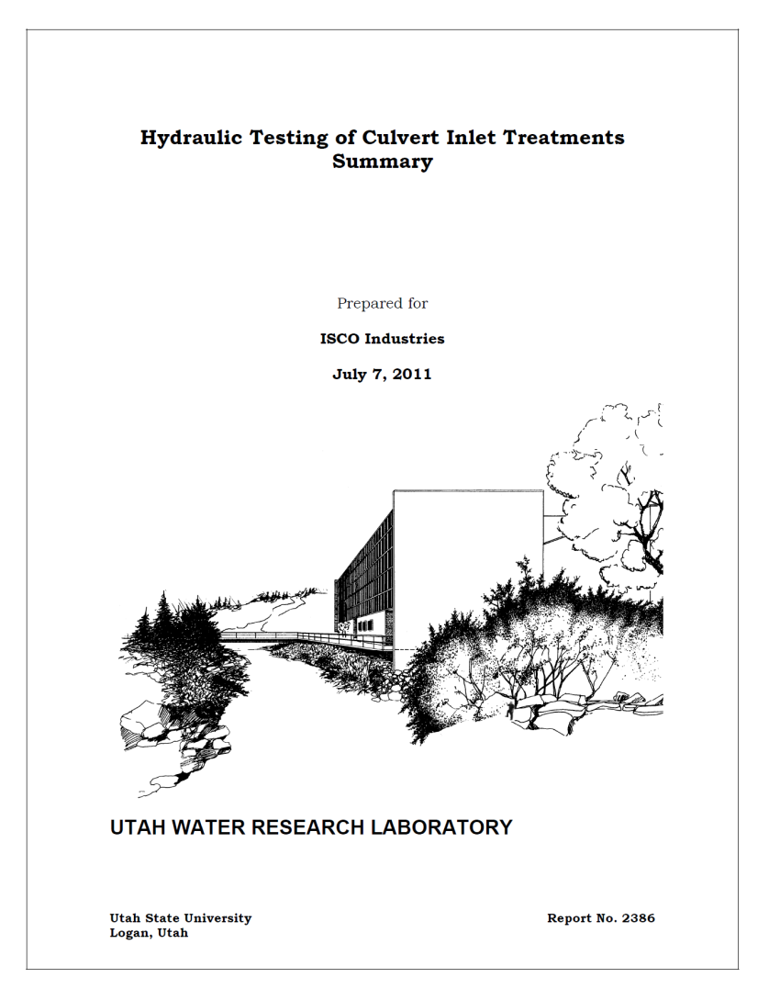 Hydraulic Testing of Culvert Inlet Treatments
Summary
Prepared for
ISCO Industries
July 7, 2011
UTAH WATER RESEARCH LABORATORY
Utah State University
Logan, Utah
Report No. 2386